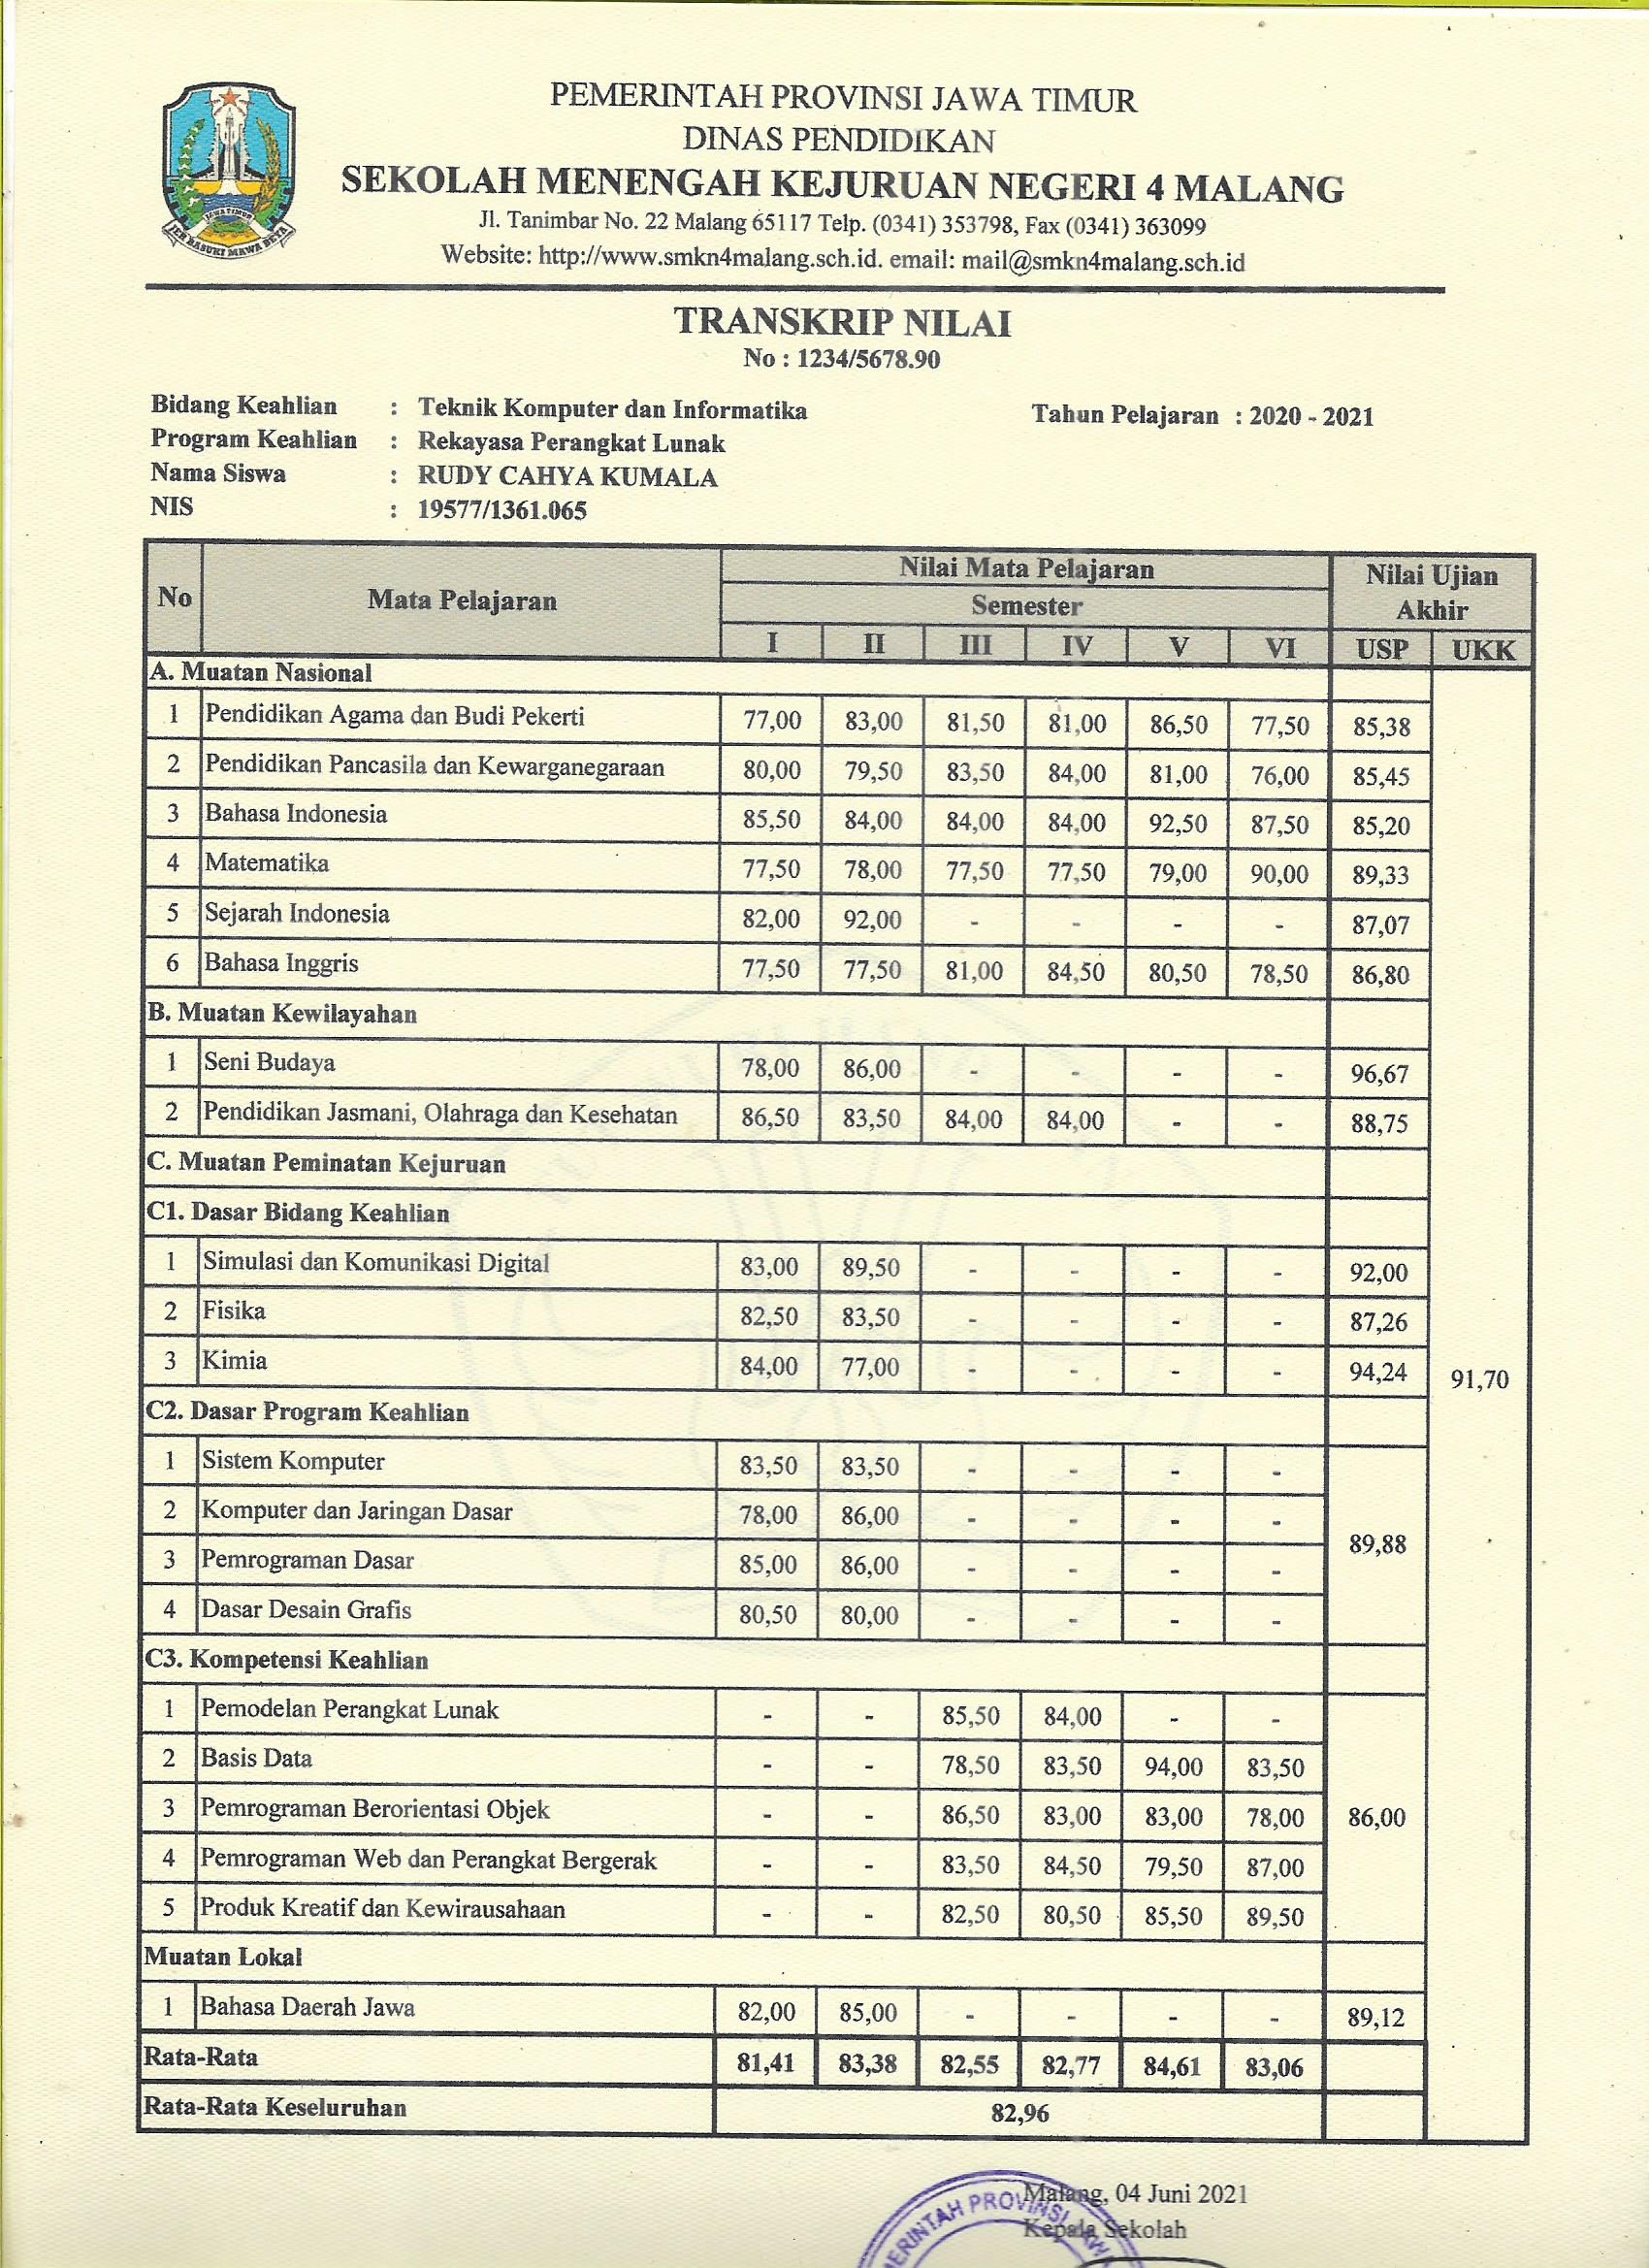 PEMERINTAH PROVINSI JAWA TIMUR
DINAS PENDIDIKAN
SEKOLAH MENENGAH KEJURUAN NEGERI 4 MALANG
Jl. Tanimbar No. 22 Malang 65117 Telp. (0341) 353798, Fax (0341) 363099
Website: http://www.smkn4malang.sch.id. email: mail@smkn4malang.sch.id
JAWA TIMUR
JER BASUKI MAWA BEYA
TRANSKRIP NILAI
No : 1234/5678.90
Bidang Keahlian : Teknik Komputer dan Informatika Tahun Pelajaran : 2020 - 2021
Program Keahlian : Rekayasa Perangkat Lunak
Nama Siswa : RUDY CAHYA KUMALA
NIS : 19577/1361.065
No Mata Pelajaran Nilai Mata Pelajaran Nilai Ujian Akhir
Semester
I II III IV V VI USP UKK
A. Muatan Nasional
1 Pendidikan Agama dan Budi Pekerti 77,00 83,00 81,50 81,00 86,50 77,50 85,38
2 Pendidikan Pancasila dan Kewarganegaraan 80,00 79,50 83,50 84,00 81,00 76,00 85,45
3 Bahasa Indonesia 85,50 84,00 84,00 84,00 92,50 87,50 85,20
4 Matematika 77,50 78,00 77,50 77,50 79,00 90,00 89,33
5 Sejarah Indonesia 82,00 92,00 - - - - 87,07
6 Bahasa Inggris 77,50 77,50 81,00 84,50 80,50 78,50 86,80
B. Muatan Kewilayahan
1 Seni Budaya 78,00 86,00 - - - - 96,67
2 Pendidikan Jasmani, Olahraga dan Kesehatan 86,50 83,50 84,00 84,00 - - 88,75
C. Muatan Peminatan Kejuruan
C1. Dasar Bidang Keahlian
1 Simulasi dan Komunikasi Digital 83,00 89,50 - - - - 92,00
2 Fisika 82,50 83,50 - - - - 87,26
3 Kimia 84,00 77,00 - - - - 94,24 91,70
C2. Dasar Program Keahlian
1 Sistem Komputer 83,50 83,50 - - - -
2 Komputer dan Jaringan Dasar 78,00 86,00 - - - - 89,88
3 Pemrograman Dasar 85,00 86,00 - - - -
4 Dasar Desain Grafis 80,50 80,00 - - - -
C3. Kompetensi Keahlian
1 Pemodelan Perangkat Lunak - - 85,50 84,00 - -
2 Basis Data - - 78,50 83,50 94,00 83,50
3 Pemrograman Berorientasi Objek - - 86,50 83,00 83,00 78,00 86,00
4 Pemrograman Web dan Perangkat Bergerak - - 83,50 84,50 79,50 87,00
5 Produk Kreatif dan Kewirausahaan - - 82,50 80,50 85,50 89,50
Muatan Lokal
1 Bahasa Daerah Jawa 82,00 85,00 - - - - 89,12
Rata-Rata 81,41 83,38 82,55 82,77 84,61 83,06
Rata-Rata Keseluruhan 82,96
Malang, 04 Juni 2021
Kepala Sekolah
MERINTAH PROVINSI JAW